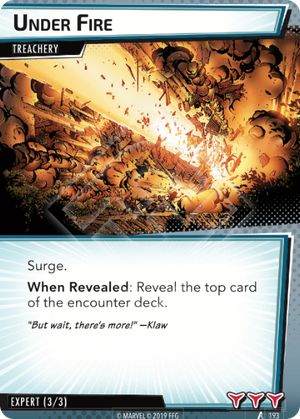 UNDER FIRE
TREACHERY
Surge.
When Revealed: Reveal the top card
of the encounter deck.
"But wait, there's more!" —Klaw
EXPERT (3/3)
© MARVEL © 2019 FFG
193